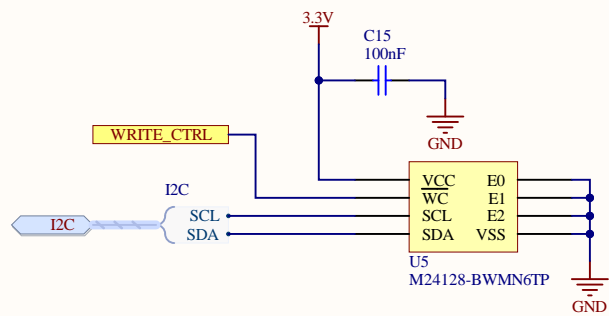 3.3V
C15
100nF
GND
WRITE_CTRL
I2C
I2C
SCL
SDA
VCC
WC
SCL
SDA
E0
E1
E2
VSS
U5
M24128-BWMN6TP
GND